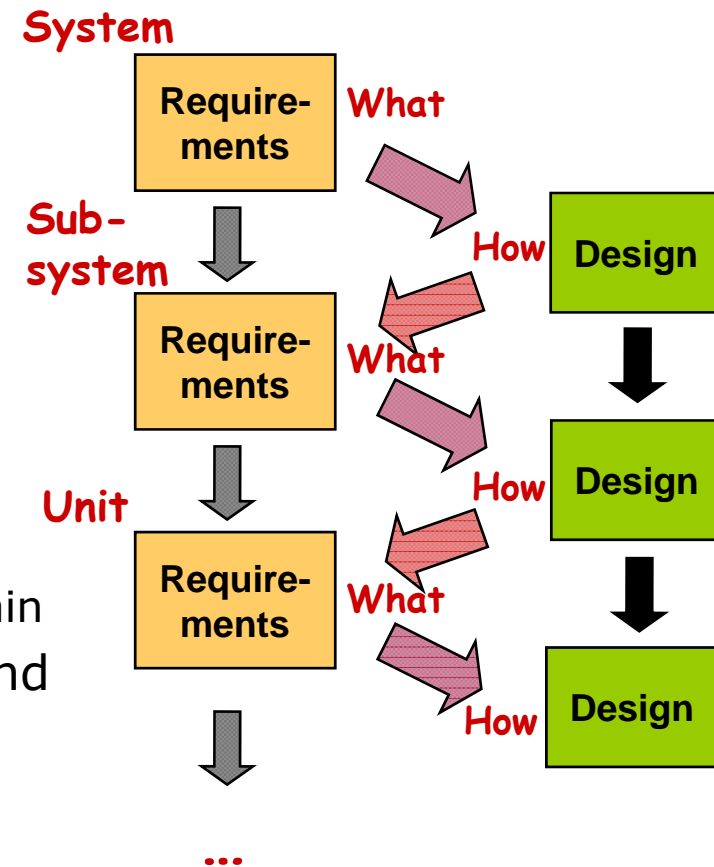 System
Require-
ments
What
Sub-
system
How
Design
Require-
ments
What
How
Design
Unit
Require-
ments
What
How
Design
...